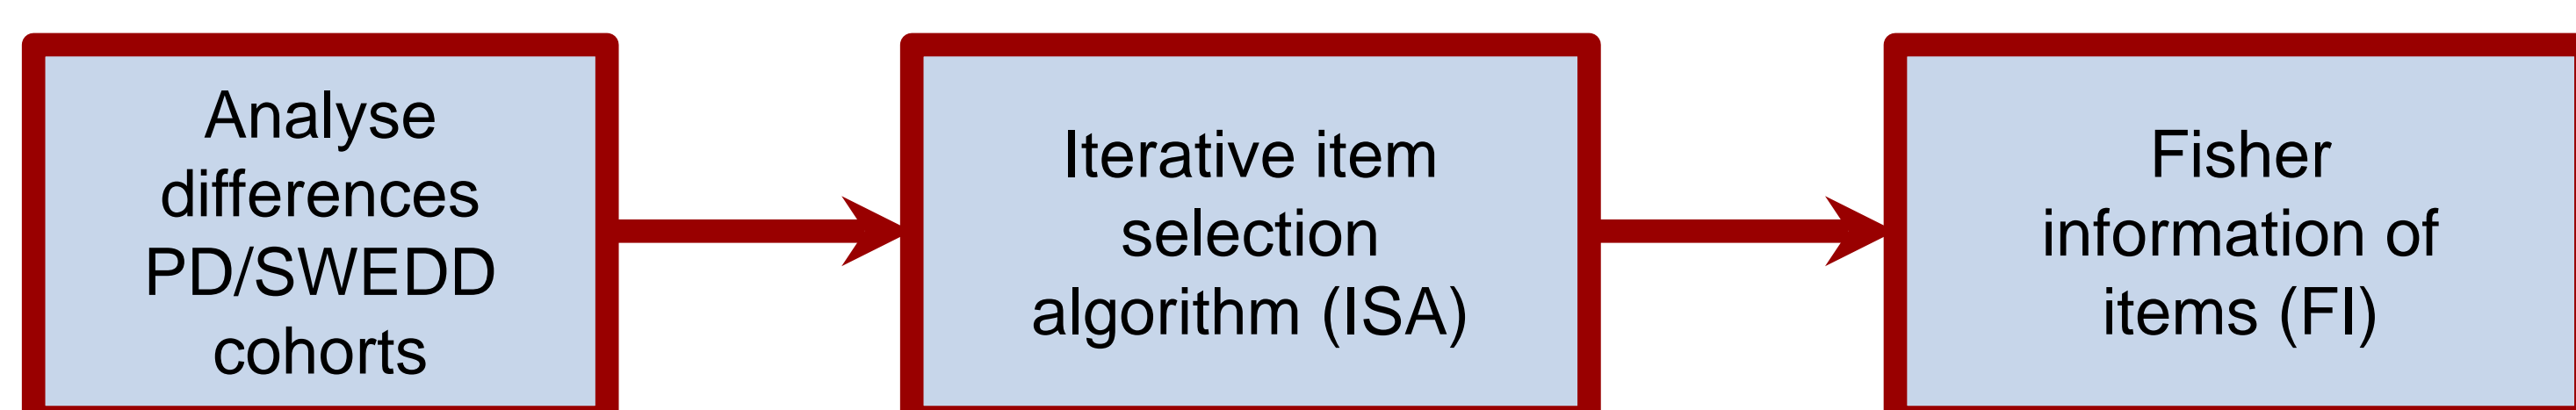 Analyse
differences
PD/SWEDD
cohorts
Iterative item
selection
algorithm (ISA)
Fisher
information of
items (FI)